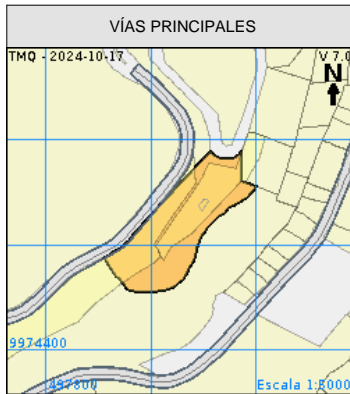 VÍAS PRINCIPALES
TMQ - 2024-10-17 V 7.0
N
9974400
497800 Escala 1:5000